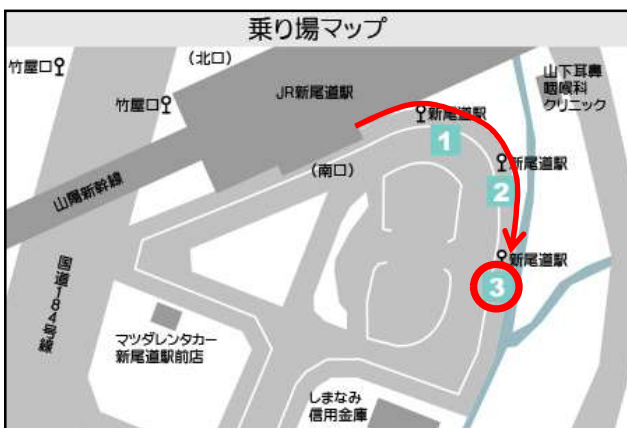 乗り場マップ
竹屋口
（北口）
山下耳鼻
咽喉科
クリニック
JR新尾道駅
竹屋口
新尾道駅
1
（南口）
新尾道駅
2
山陽新幹線
新尾道駅
3
国道184号線
マツダレンタカー
新尾道駅前店
しまなみ
信用金庫